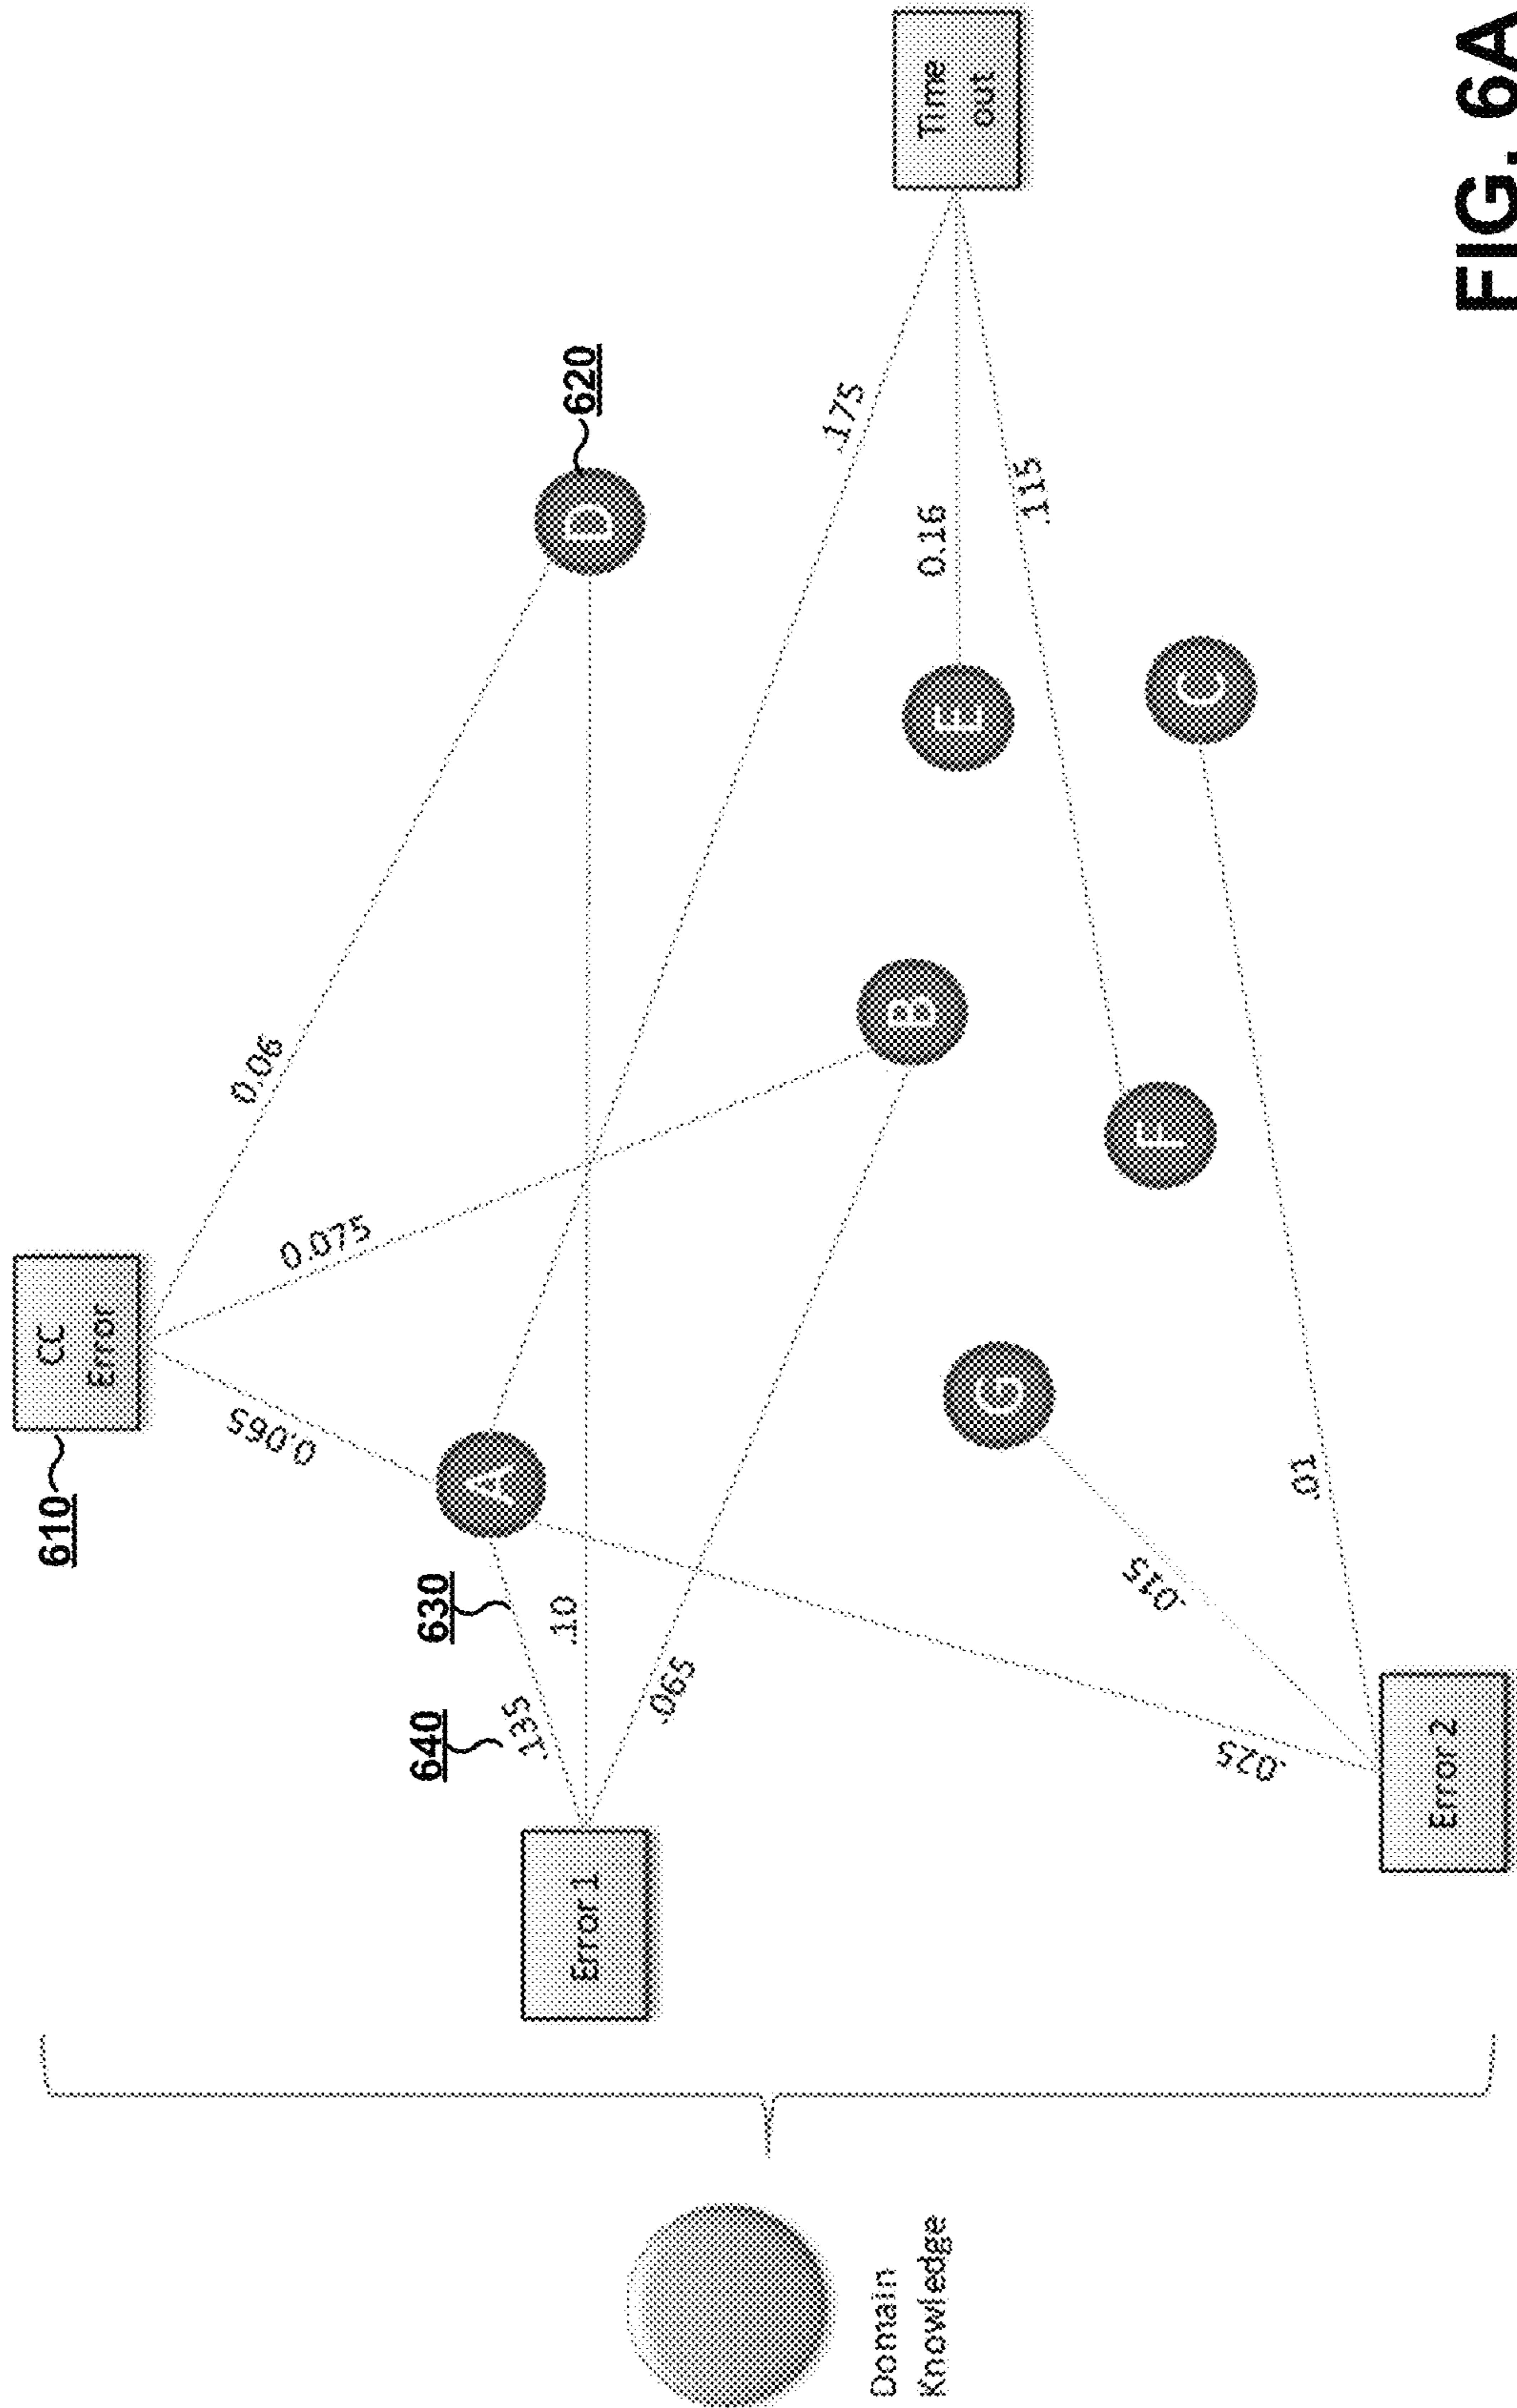 Domain
Knowledge
610
CC
Error
0.065
0.075
0.06
640
630
.135
Error 1
.10
.065
A
D
620
B
.175
Time
out
0.16
E
.115
G
F
C
.015
.01
.025
Error 2
FIG. 6A